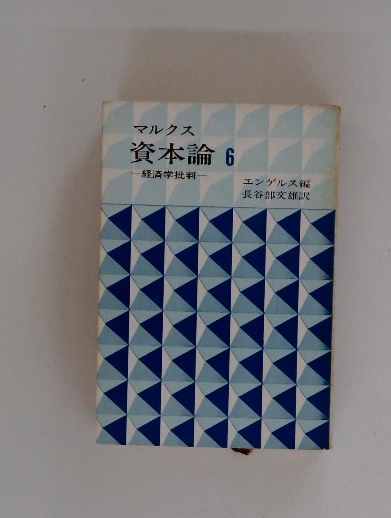 マルクス
資本論 6
―経済学批判―
エンゲルス編
長谷部文雄訳